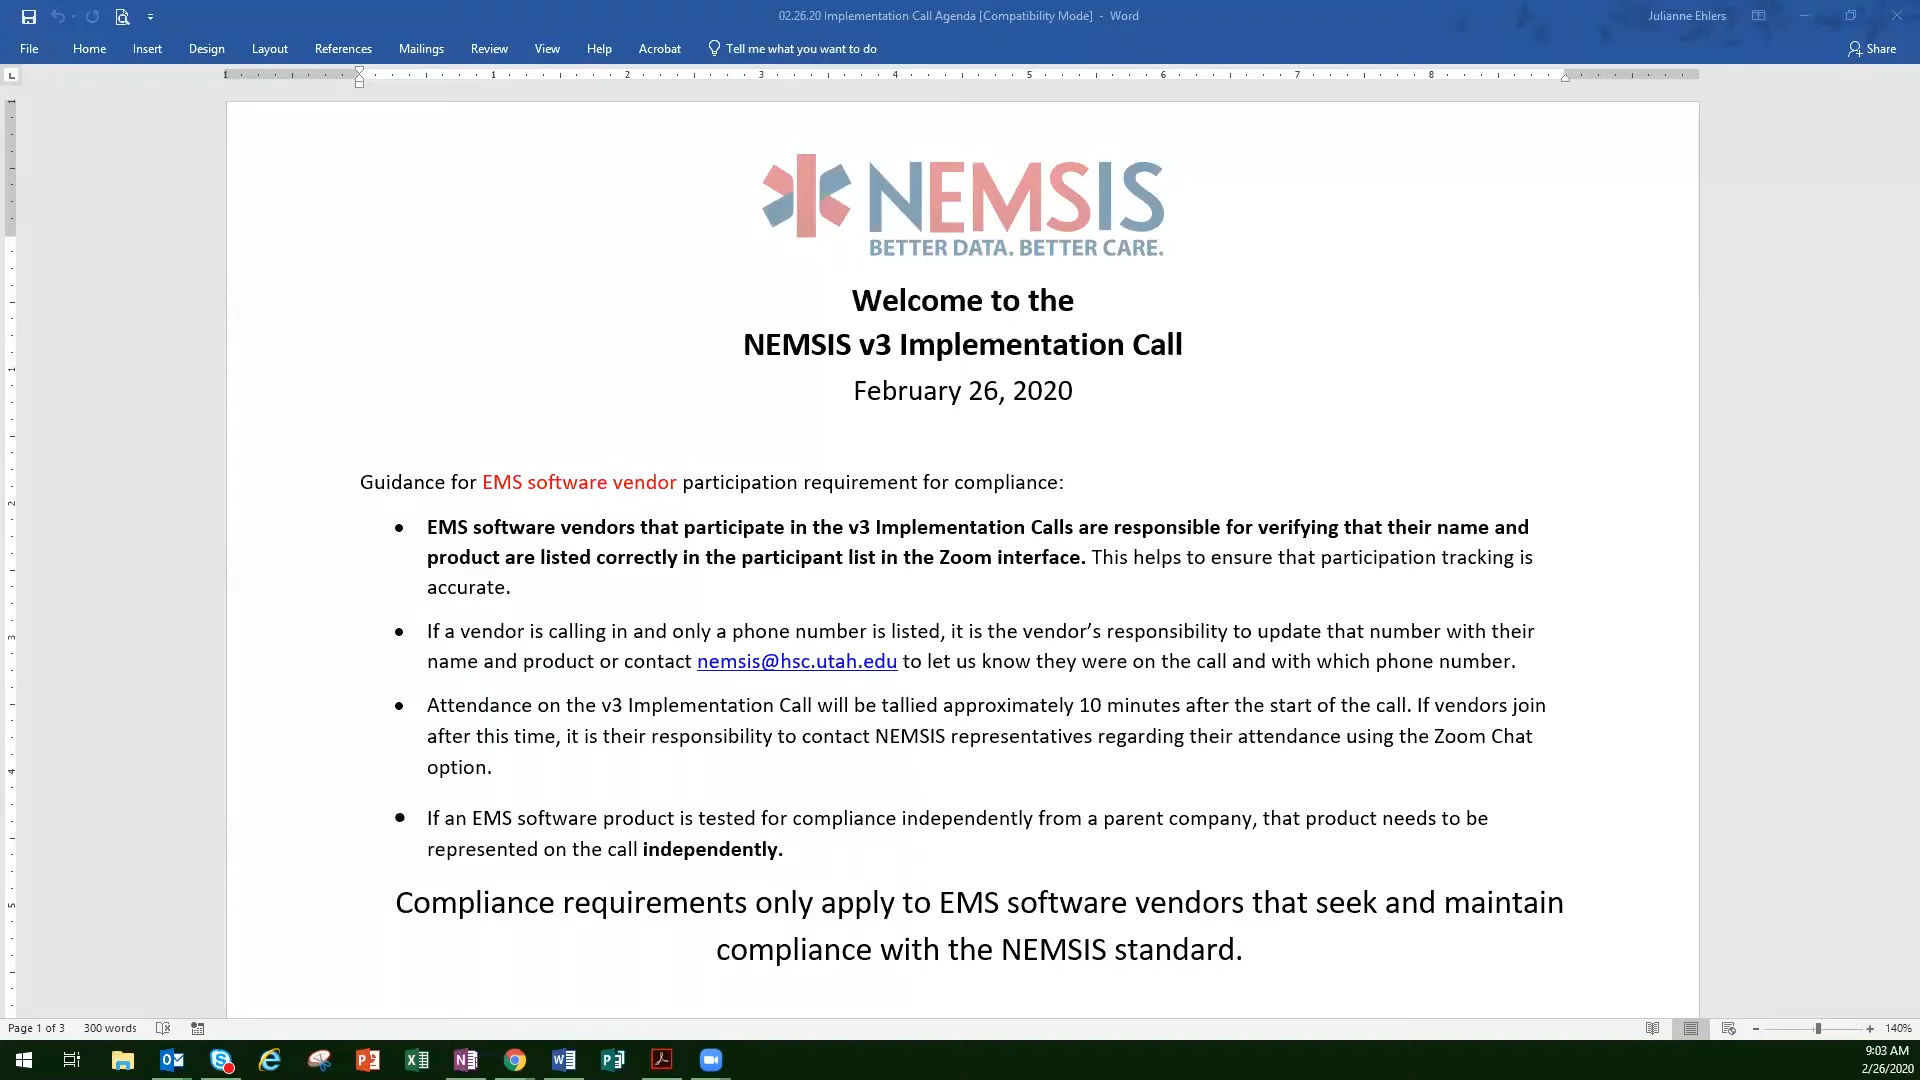 02.26.20 Implementation Call Agenda [Compatibility Mode] - Word
Julianne Ehlers
File Home Insert Design Layout References Mailings Review View Help Acrobat Tell me what you want to do Share
1 1 2 3 4 5 6 7 8
NEMSIS
BETTER DATA. BETTER CARE.
Welcome to the
NEMSIS v3 Implementation Call
February 26, 2020
Guidance for EMS software vendor participation requirement for compliance:
• EMS software vendors that participate in the v3 Implementation Calls are responsible for verifying that their name and
product are listed correctly in the participant list in the Zoom interface. This helps to ensure that participation tracking is
accurate.
• If a vendor is calling in and only a phone number is listed, it is the vendor’s responsibility to update that number with their
name and product or contact nemsis@hsc.utah.edu to let us know they were on the call and with which phone number.
• Attendance on the v3 Implementation Call will be tallied approximately 10 minutes after the start of the call. If vendors join
after this time, it is their responsibility to contact NEMSIS representatives regarding their attendance using the Zoom Chat
option.
• If an EMS software product is tested for compliance independently from a parent company, that product needs to be
represented on the call independently.
Compliance requirements only apply to EMS software vendors that seek and maintain
compliance with the NEMSIS standard.
Page 1 of 3 300 words 140%
9:03 AM
2/26/2020